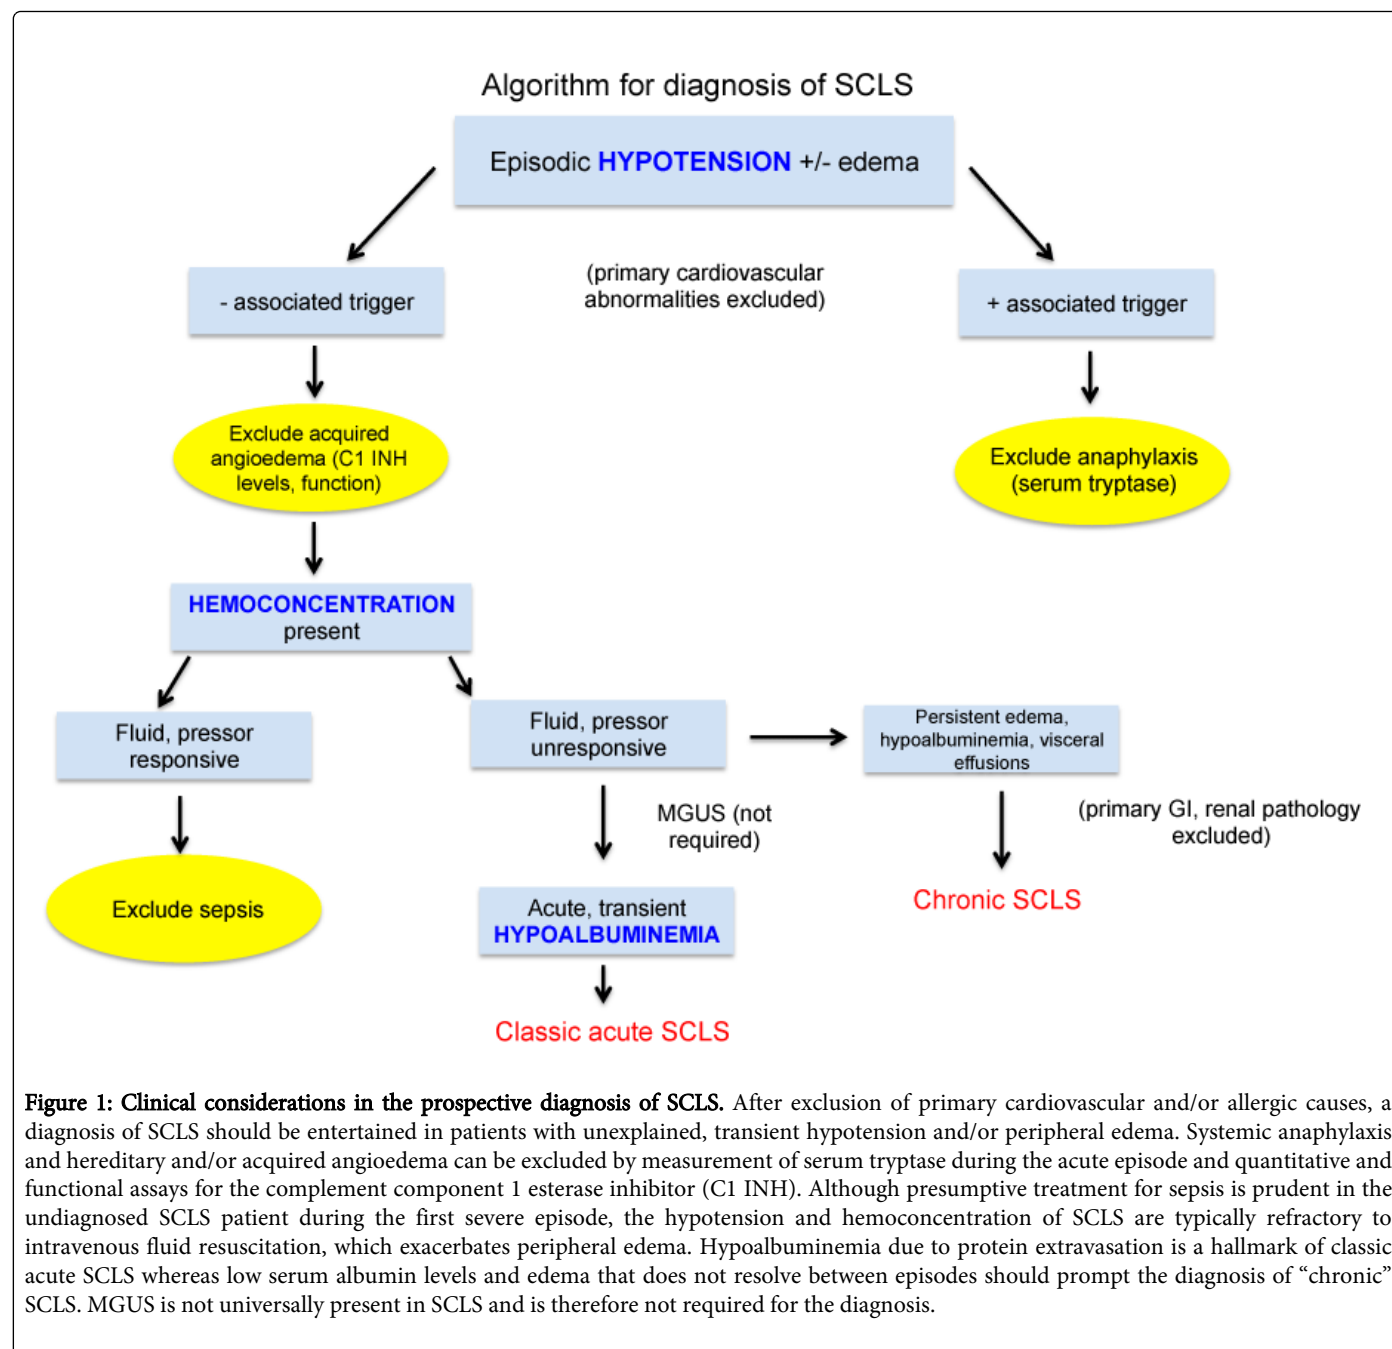 Algorithm for diagnosis of SCLS
Episodic HYPOTENSION +/- edema
- associated trigger
(primary cardiovascular
abnormalities excluded)
+ associated trigger
Exclude acquired
angioedema (C1 INH
levels, function)
Exclude anaphylaxis
(serum tryptase)
HEMOCONCENTRATION
present
Fluid, pressor
responsive
Fluid, pressor
unresponsive
Persistent edema,
hypoalbuminemia, visceral
effusions
MGUS (not
required)
(primary GI, renal pathology
excluded)
Exclude sepsis
Acute, transient
HYPOALBUMINEMIA
Chronic SCLS
Classic acute SCLS
Figure 1: Clinical considerations in the prospective diagnosis of SCLS. After exclusion of primary cardiovascular and/or allergic causes, a
diagnosis of SCLS should be entertained in patients with unexplained, transient hypotension and/or peripheral edema. Systemic anaphylaxis
and hereditary and/or acquired angioedema can be excluded by measurement of serum tryptase during the acute episode and quantitative and
functional assays for the complement component 1 esterase inhibitor (C1 INH). Although presumptive treatment for sepsis is prudent in the
undiagnosed SCLS patient during the first severe episode, the hypotension and hemoconcentration of SCLS are typically refractory to
intravenous fluid resuscitation, which exacerbates peripheral edema. Hypoalbuminemia due to protein extravasation is a hallmark of classic
acute SCLS whereas low serum albumin levels and edema that does not resolve between episodes should prompt the diagnosis of “chronic”
SCLS. MGUS is not universally present in SCLS and is therefore not required for the diagnosis.